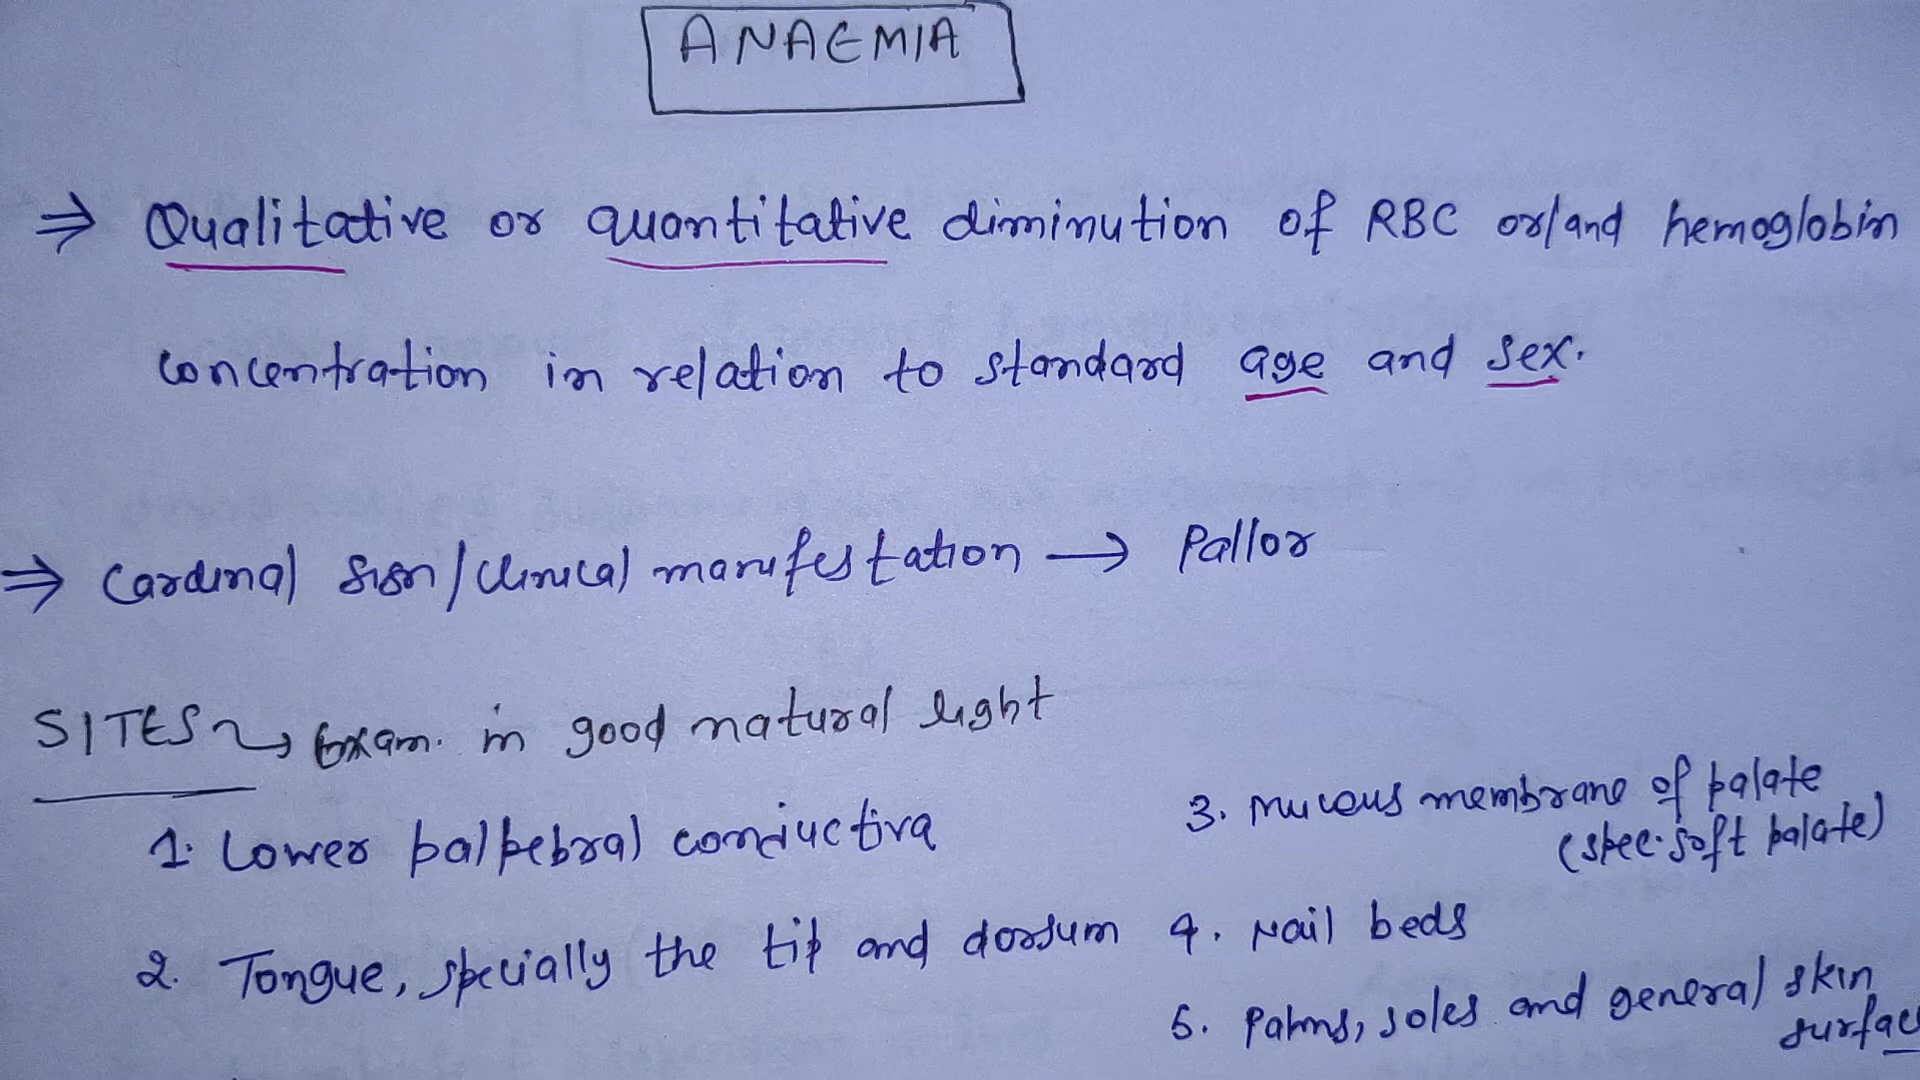 ANAEMIA
⇒ Qualitative or quantitative diminution of RBC or/and hemoglobin
concentration in relation to standard age and sex.
⇒ Cardinal sign/clinical manifestation → Pallor
SITES ↝ Exam. in good natural light
1. Lower palpebral conjuctiva
2. Tongue, specially the tip and dorsum
3. Mucous membrane of palate
(spec. soft palate)
4. Nail beds
5. Palms, soles and general skin
surfac